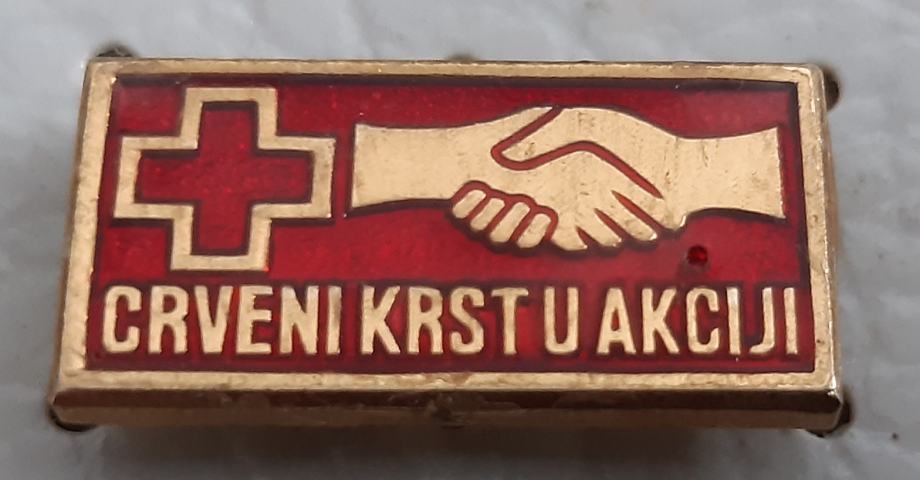 CRVENI KRST U AKCIJI